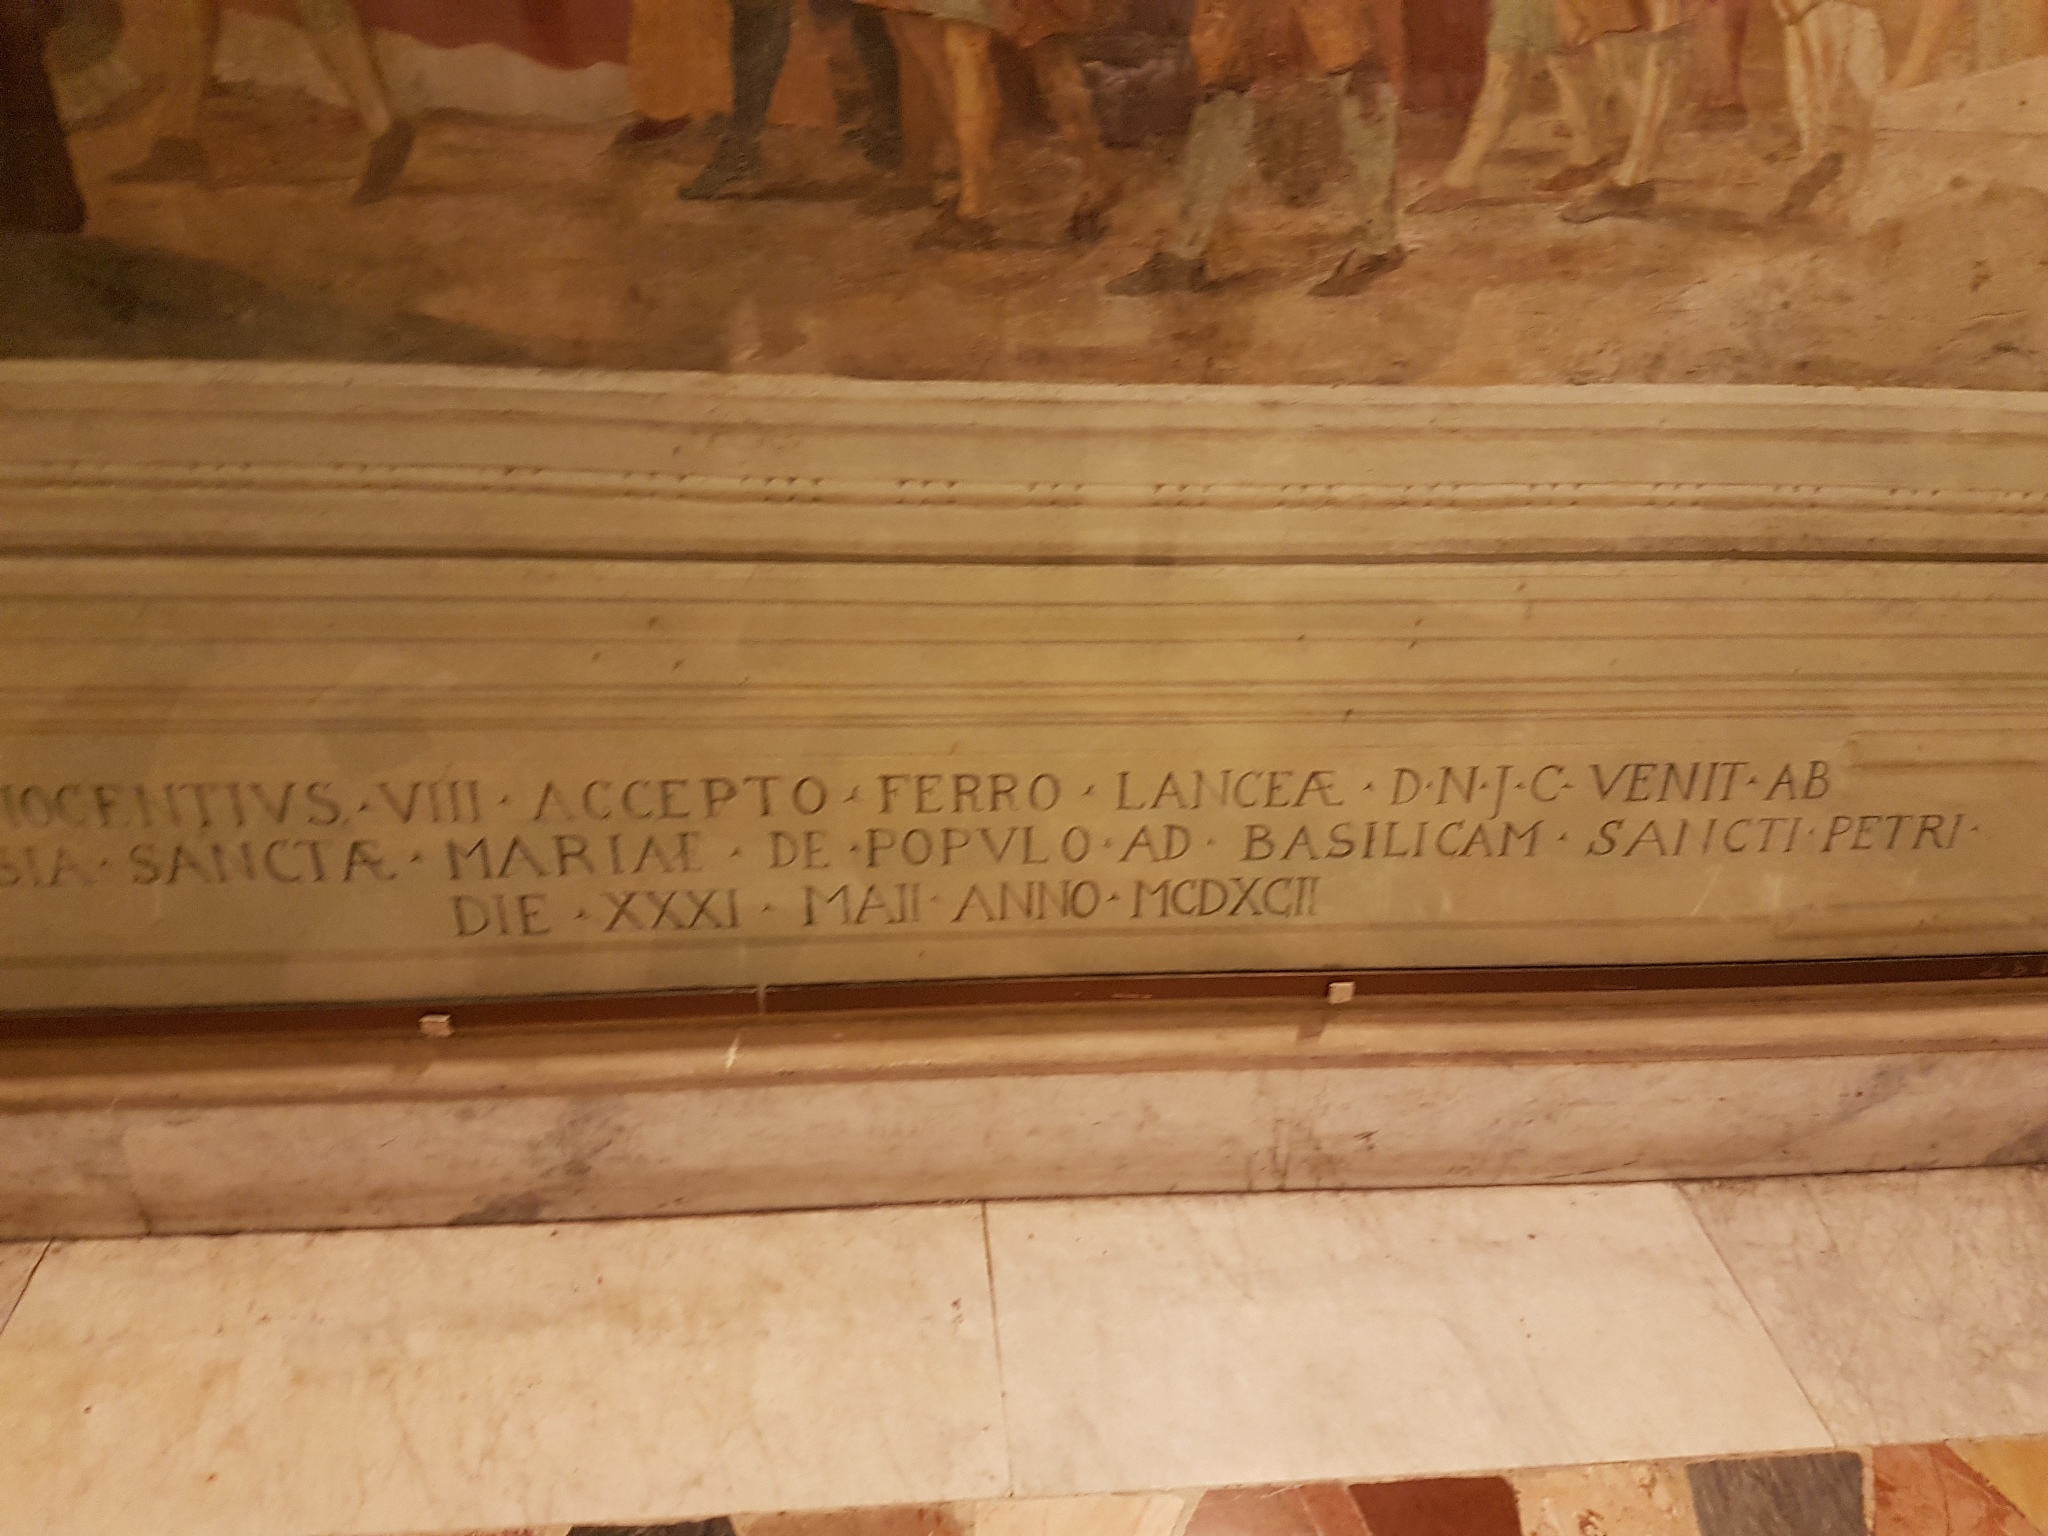 NOCENTIVS · VIII · ACCEPTO · FERRO · LANCEÆ · D · N · J · C · VENIT · AB
SIA · SANCTÆ · MARIAE · DE · POPVLO · AD · BASILICAM · SANCTI · PETRI ·
DIE · XXXI · MAII · ANNO · MCDXCII